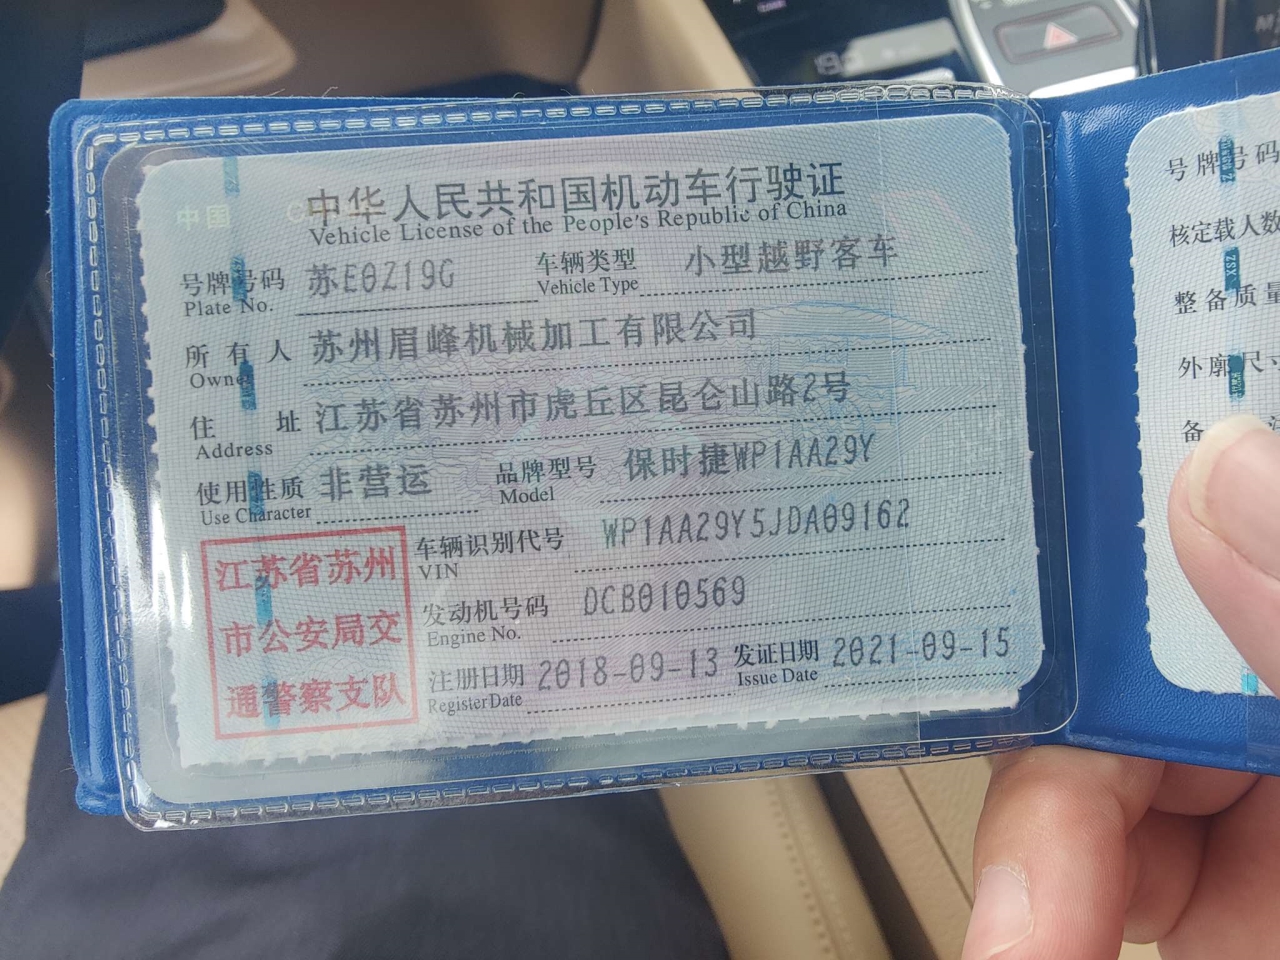 中国
中华人民共和国机动车行驶证
Vehicle License of the People's Republic of China
号牌号码 苏E0Z19G 车辆类型 小型越野客车
Plate No. Vehicle Type
所有人 苏州眉峰机械加工有限公司
Owner
住址 江苏省苏州市虎丘区昆仑山路2号
Address
使用性质 非营运 品牌型号 保时捷WP1AA29Y
Use Character Model
车辆识别代号 WP1AA29Y5JDA09162
VIN
发动机号码 DCB010569
Engine No.
注册日期 2018-09-13 发证日期 2021-09-15
Register Date Issue Date
江苏省苏州
市公安局交
通警察支队
号牌号码
核定载人数
整备质量
外廓尺寸
备